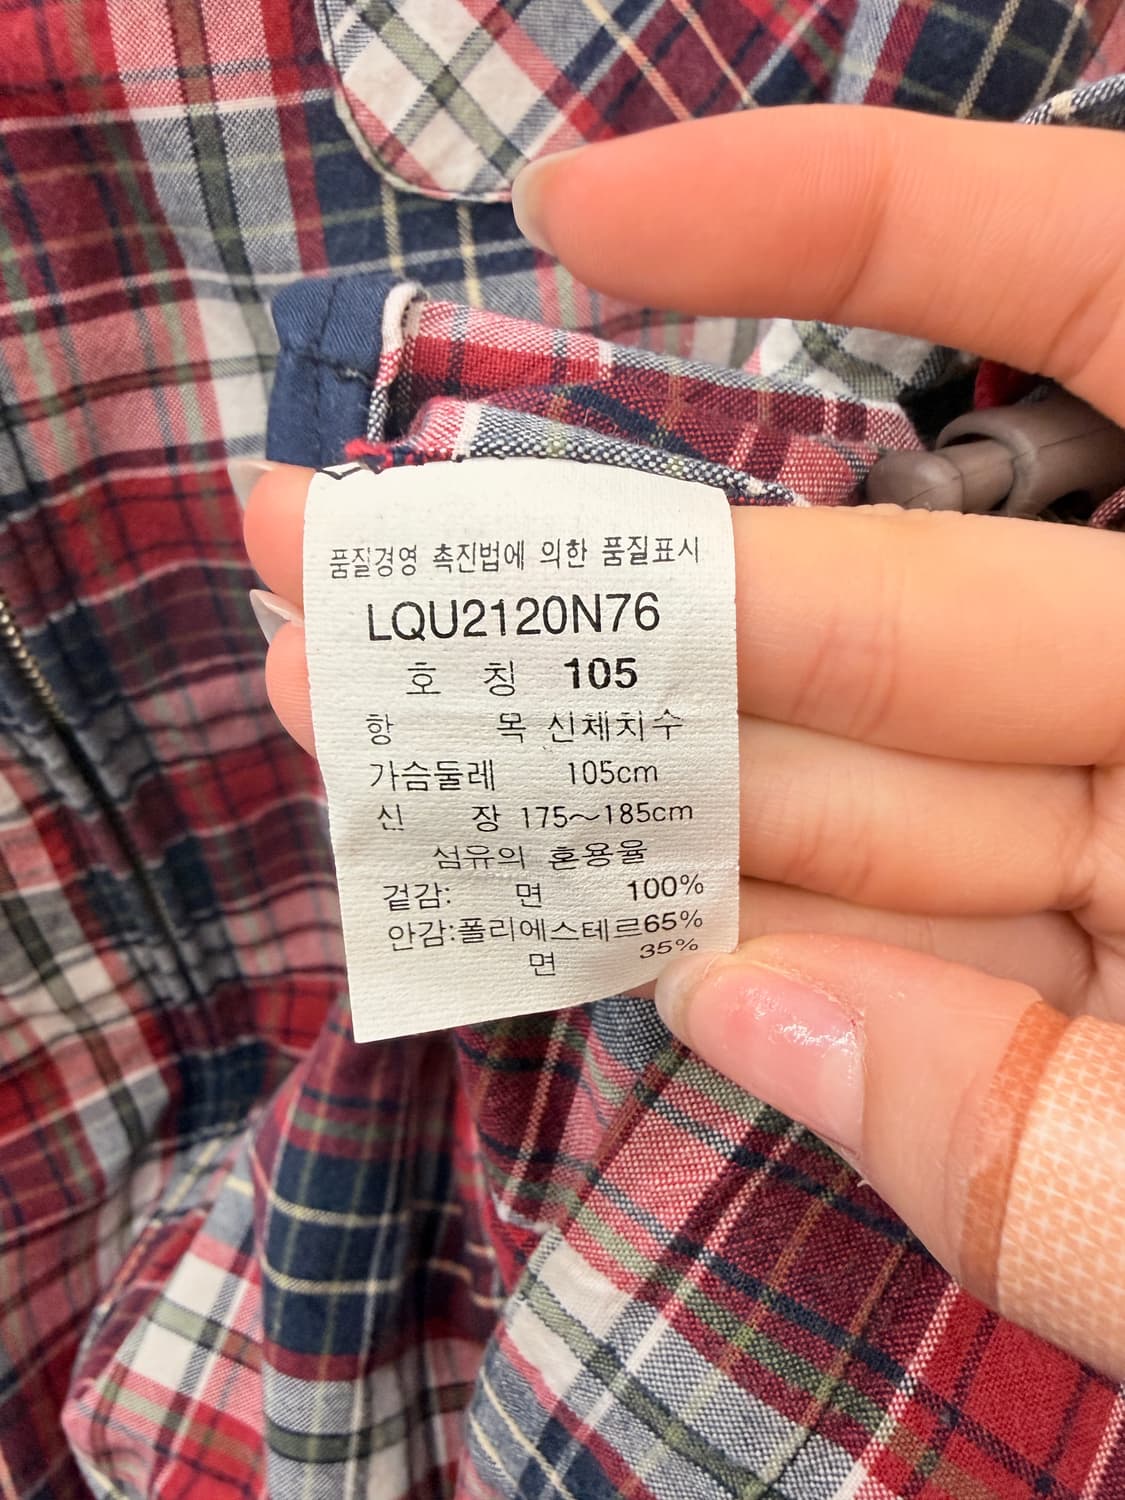 품질경영 촉진법에 의한 품질표시
LQU2120N76
호 칭 105
항 목 신체치수
가슴둘레 105cm
신 장 175~185cm
섬유의 혼용율
겉감: 면 100%
안감:폴리에스테르65%
면 35%